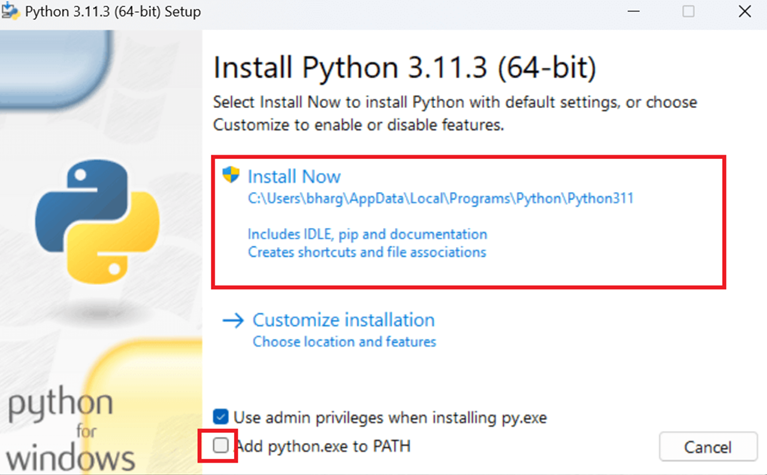 Python 3.11.3 (64-bit) Setup
Install Python 3.11.3 (64-bit)
Select Install Now to install Python with default settings, or choose
Customize to enable or disable features.
Install Now
C:\Users\bharg\AppData\Local\Programs\Python\Python311
Includes IDLE, pip and documentation
Creates shortcuts and file associations
Customize installation
Choose location and features
Use admin privileges when installing py.exe
Add python.exe to PATH
Cancel
python
for
windows